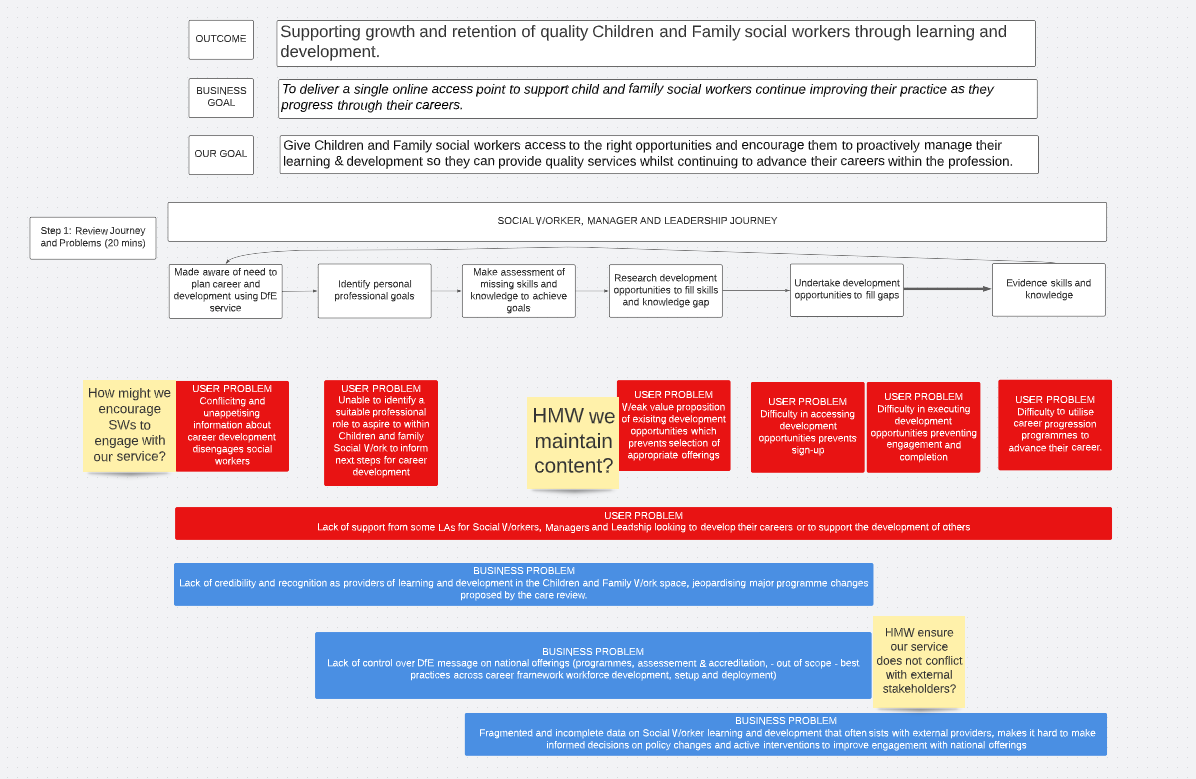 OUTCOME
Supporting growth and retention of quality Children and Family social workers through learning and
development.
BUSINESS
GOAL
To deliver a single online access point to support child and family social workers continue improving their practice as they
progress through their careers.
OUR GOAL
Give Children and Family social workers access to the right opportunities and encourage them to proactively manage their
learning & development so they can provide quality services whilst continuing to advance their careers within the profession.
Step 1: Review Journey
and Problems (20 mins)
SOCIAL WORKER, MANAGER AND LEADERSHIP JOURNEY
Made aware of need to
plan career and
development using DfE
service
Identify personal
professional goals
Make assessment of
missing skills and
knowledge to achieve
goals
Research development
opportunities to fill skills
and knowledge gap
Undertake development
opportunities to fill gaps
Evidence skills and
knowledge
How might we
encourage
SWs to
engage with
our service?
USER PROBLEM
Conflicitng and
unappetising
information about
career development
disengages social
workers
USER PROBLEM
Unable to identify a
suitable professional
role to aspire to within
Children and family
Social Work to inform
next steps for career
development
HMW we
maintain
content?
USER PROBLEM
Weak value proposition
of exisitng development
opportunities which
prevents selection of
appropriate offerings
USER PROBLEM
Difficulty in accessing
development
opportunities prevents
sign-up
USER PROBLEM
Difficulty in executing
development
opportunities preventing
engagement and
completion
USER PROBLEM
Difficulty to utilise
career progression
programmes to
advance their career.
USER PROBLEM
Lack of support from some LAs for Social Workers, Managers and Leadship looking to develop their careers or to support the development of others
BUSINESS PROBLEM
Lack of credibility and recognition as providers of learning and development in the Children and Family Work space, jeopardising major programme changes
proposed by the care review.
BUSINESS PROBLEM
Lack of control over DfE message on national offerings (programmes, assessement & accreditation, - out of scope - best
practices across career framework workforce development, setup and deployment)
HMW ensure
our service
does not conflict
with external
stakeholders?
BUSINESS PROBLEM
Fragmented and incomplete data on Social Worker learning and development that often sists with external providers, makes it hard to make
informed decisions on policy changes and active interventions to improve engagement with national offerings